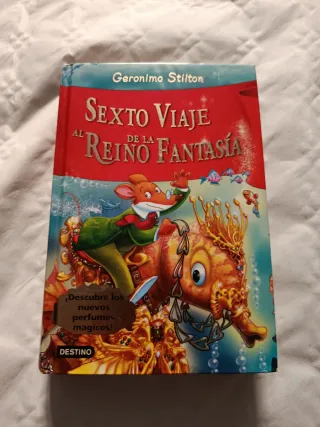 Geronimo Stilton
SEXTO VIAJE
AL REINO DE LA FANTASÍA
¡Descubre los
nuevos
perfumes
mágicos!
DESTINO